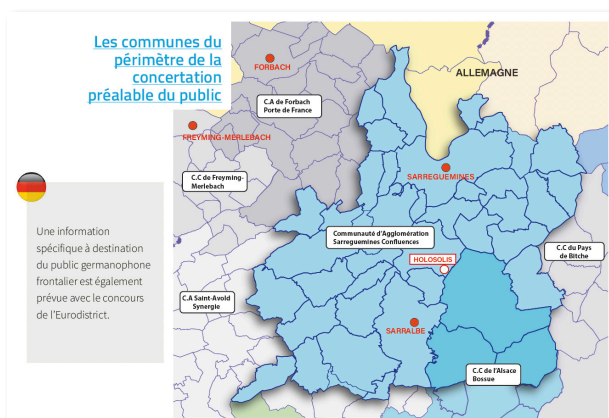 Les communes du
périmètre de la
concertation
préalable du public
Une information
spécifique à destination
du public germanophone
frontalier est également
prévue avec le concours
de l'Eurodistrict.
FORBACH
ALLEMAGNE
C.A de Forbach
Porte de France
FREYMING-MERLEBACH
C.C de Freyming-
Merlebach
SARREGUEMINES
Communauté d'Agglomération
Sarreguemines Confluences
C.C du Pays
de Bitche
HOLOSOLIS
C.A Saint-Avold
Synergie
SARRALBE
C.C de l'Alsace
Bossue